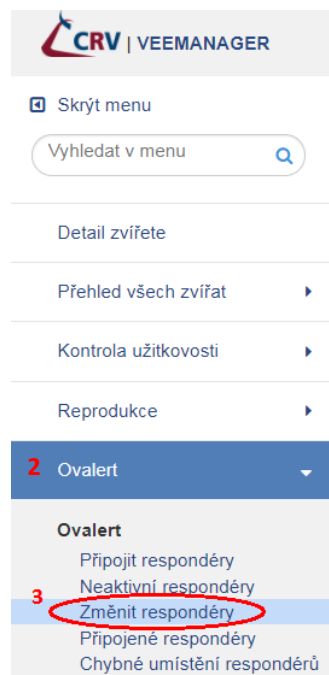 CRV | VEEMANAGER
Skrýt menu
Vyhledat v menu
Detail zvířete
Přehled všech zvířat
Kontrola užitkovosti
Reprodukce
2 Ovalert
Ovalert
Připojit respondéry
Neaktivní respondéry
3 Změnit respondéry
Připojené respondéry
Chybné umístění respondérů